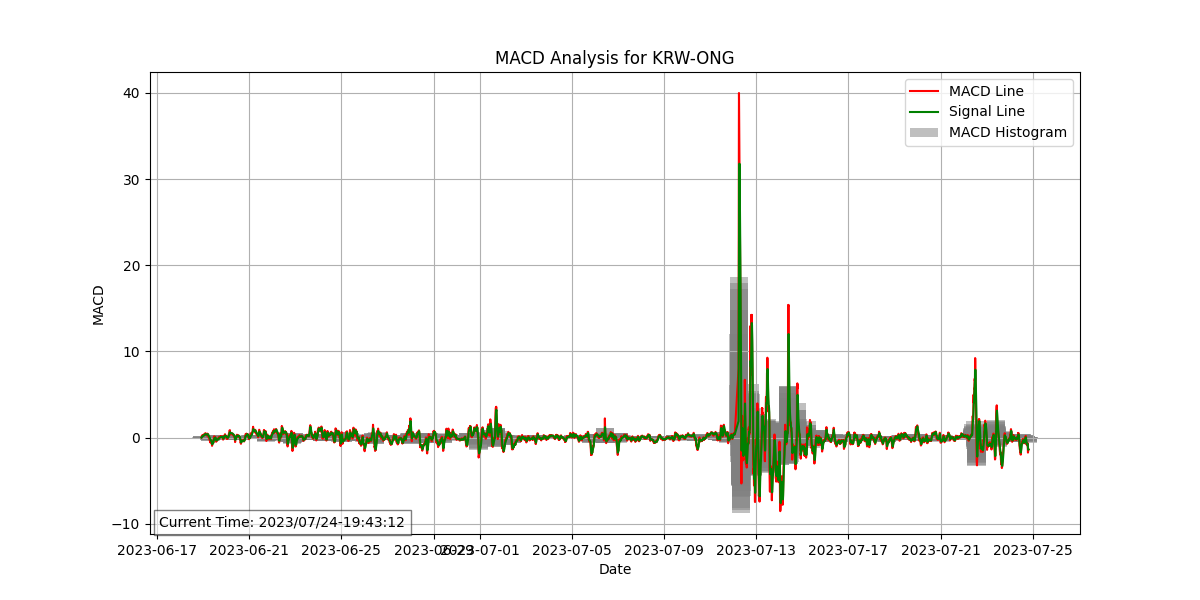 MACD Analysis for KRW-ONG
MACD Line
Signal Line
MACD Histogram
40
30
20
10
0
−10
MACD
Current Time: 2023/07/24-19:43:12
2023-06-17 2023-06-21 2023-06-25 2023-06-29 2023-07-01 2023-07-05 2023-07-09 2023-07-13 2023-07-17 2023-07-21 2023-07-25
Date